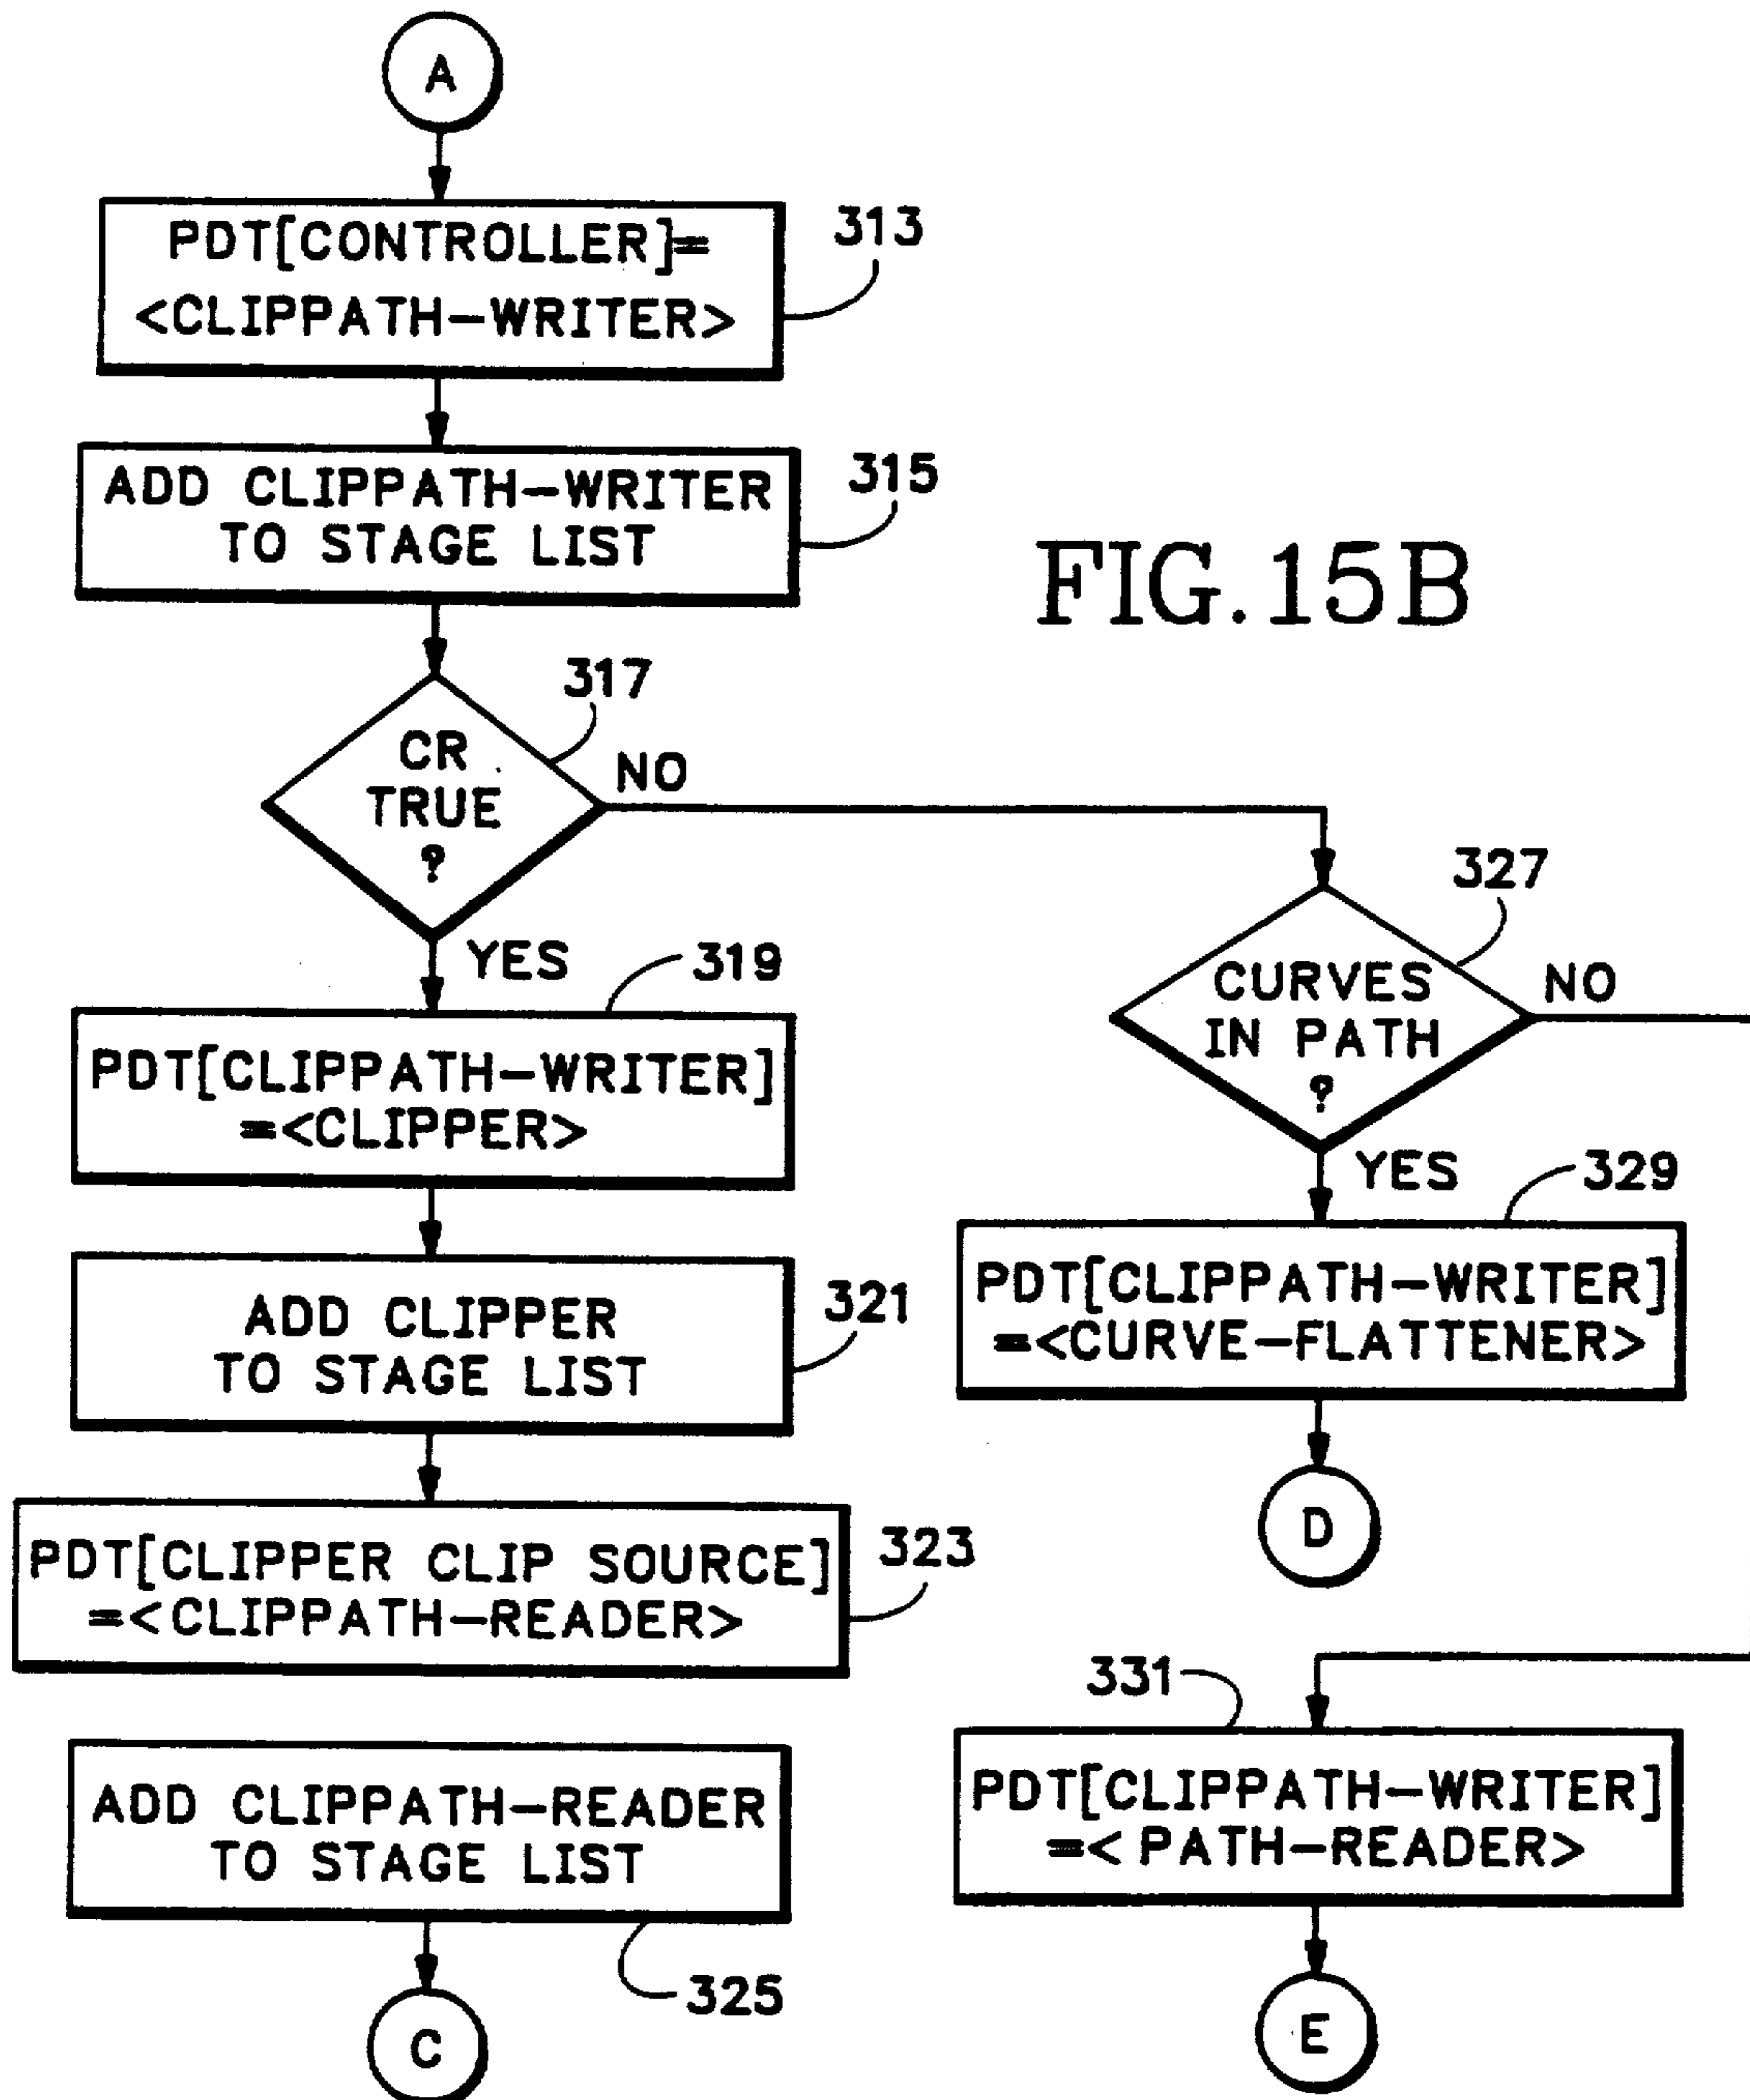 A
PDT[CONTROLLER]=
<CLIPPATH-WRITER>
313
ADD CLIPPATH-WRITER
TO STAGE LIST
315
FIG. 15B
CR
TRUE
?
317
NO
YES
319
PDT[CLIPPATH-WRITER]
=<CLIPPER>
ADD CLIPPER
TO STAGE LIST
321
PDT[CLIPPER CLIP SOURCE]
=<CLIPPATH-READER>
323
ADD CLIPPATH-READER
TO STAGE LIST
325
C
327
CURVES
IN PATH
?
NO
YES
329
PDT[CLIPPATH-WRITER]
=<CURVE-FLATTENER>
D
331
PDT[CLIPPATH-WRITER]
=< PATH-READER>
E